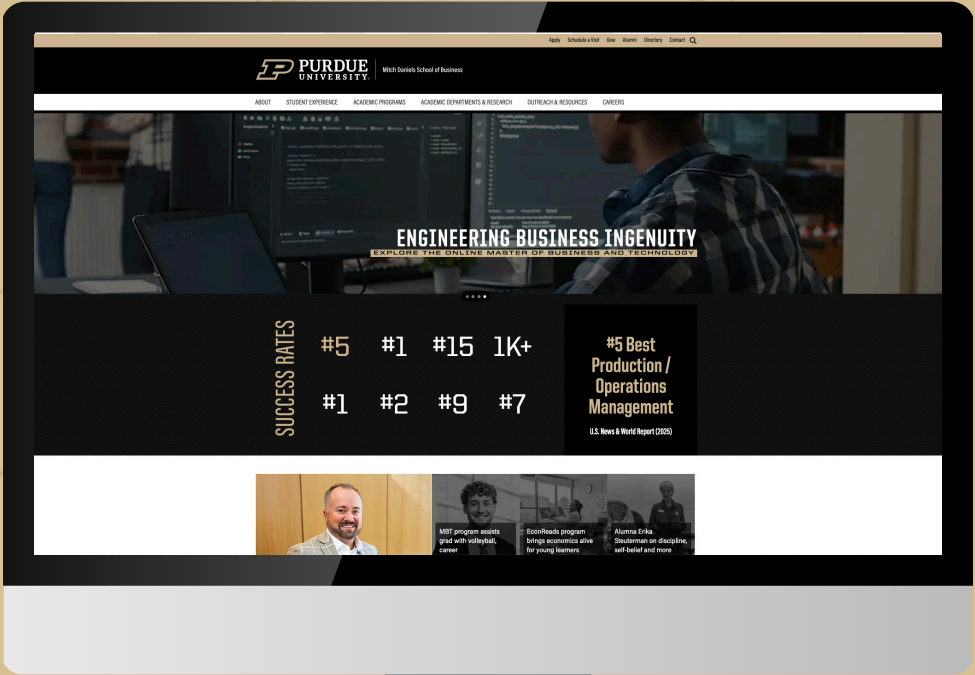 Apply Schedule a Visit Give Alumni Directory Contact
PURDUE
UNIVERSITY.
Mitch Daniels School of Business
ABOUT STUDENT EXPERIENCE ACADEMIC PROGRAMS ACADEMIC DEPARTMENTS & RESEARCH OUTREACH & RESOURCES CAREERS
ENGINEERING BUSINESS INGENUITY
EXPLORE THE ONLINE MASTER OF BUSINESS AND TECHNOLOGY
SUCCESS RATES
#5 #1 #15 1K+
#1 #2 #9 #7
#5 Best
Production /
Operations
Management
U.S. News & World Report (2025)
MBT program assists
grad with volleyball,
career
EconReads program
brings economics alive
for young learners
Alumna Erika
Steuterman on discipline,
self-belief and more